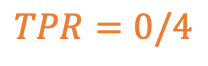 TPR = 0/4